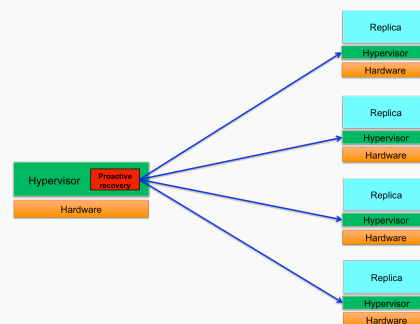 Replica
Hypervisor
Hardware
Replica
Hypervisor
Hardware
Hypervisor
Proactive
recovery
Hardware
Replica
Hypervisor
Hardware
Replica
Hypervisor
Hardware